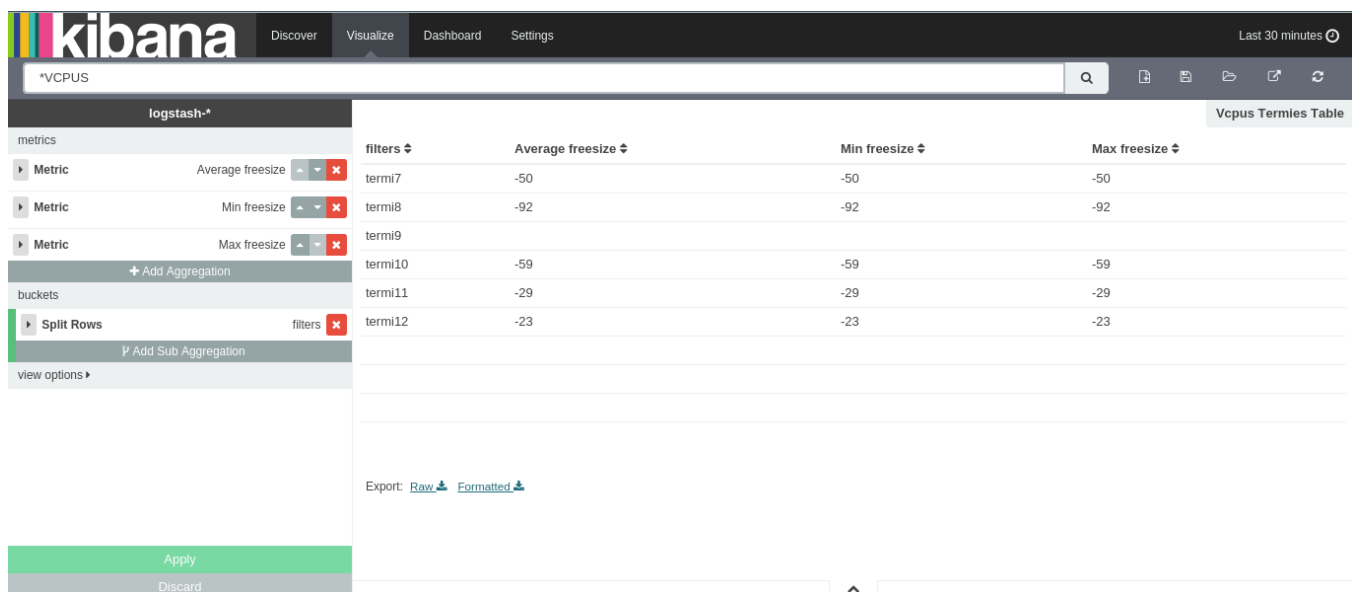 kibana Discover Visualize Dashboard Settings Last 30 minutes
*VCPUS
logstash-*
Vcpus Termies Table
metrics
Metric Average freesize
Metric Min freesize
Metric Max freesize
+ Add Aggregation
buckets
Split Rows filters
Add Sub Aggregation
view options
filters Average freesize Min freesize Max freesize
termi7 -50 -50 -50
termi8 -92 -92 -92
termi9
termi10 -59 -59 -59
termi11 -29 -29 -29
termi12 -23 -23 -23
Export: Raw Formatted
Apply
Discard